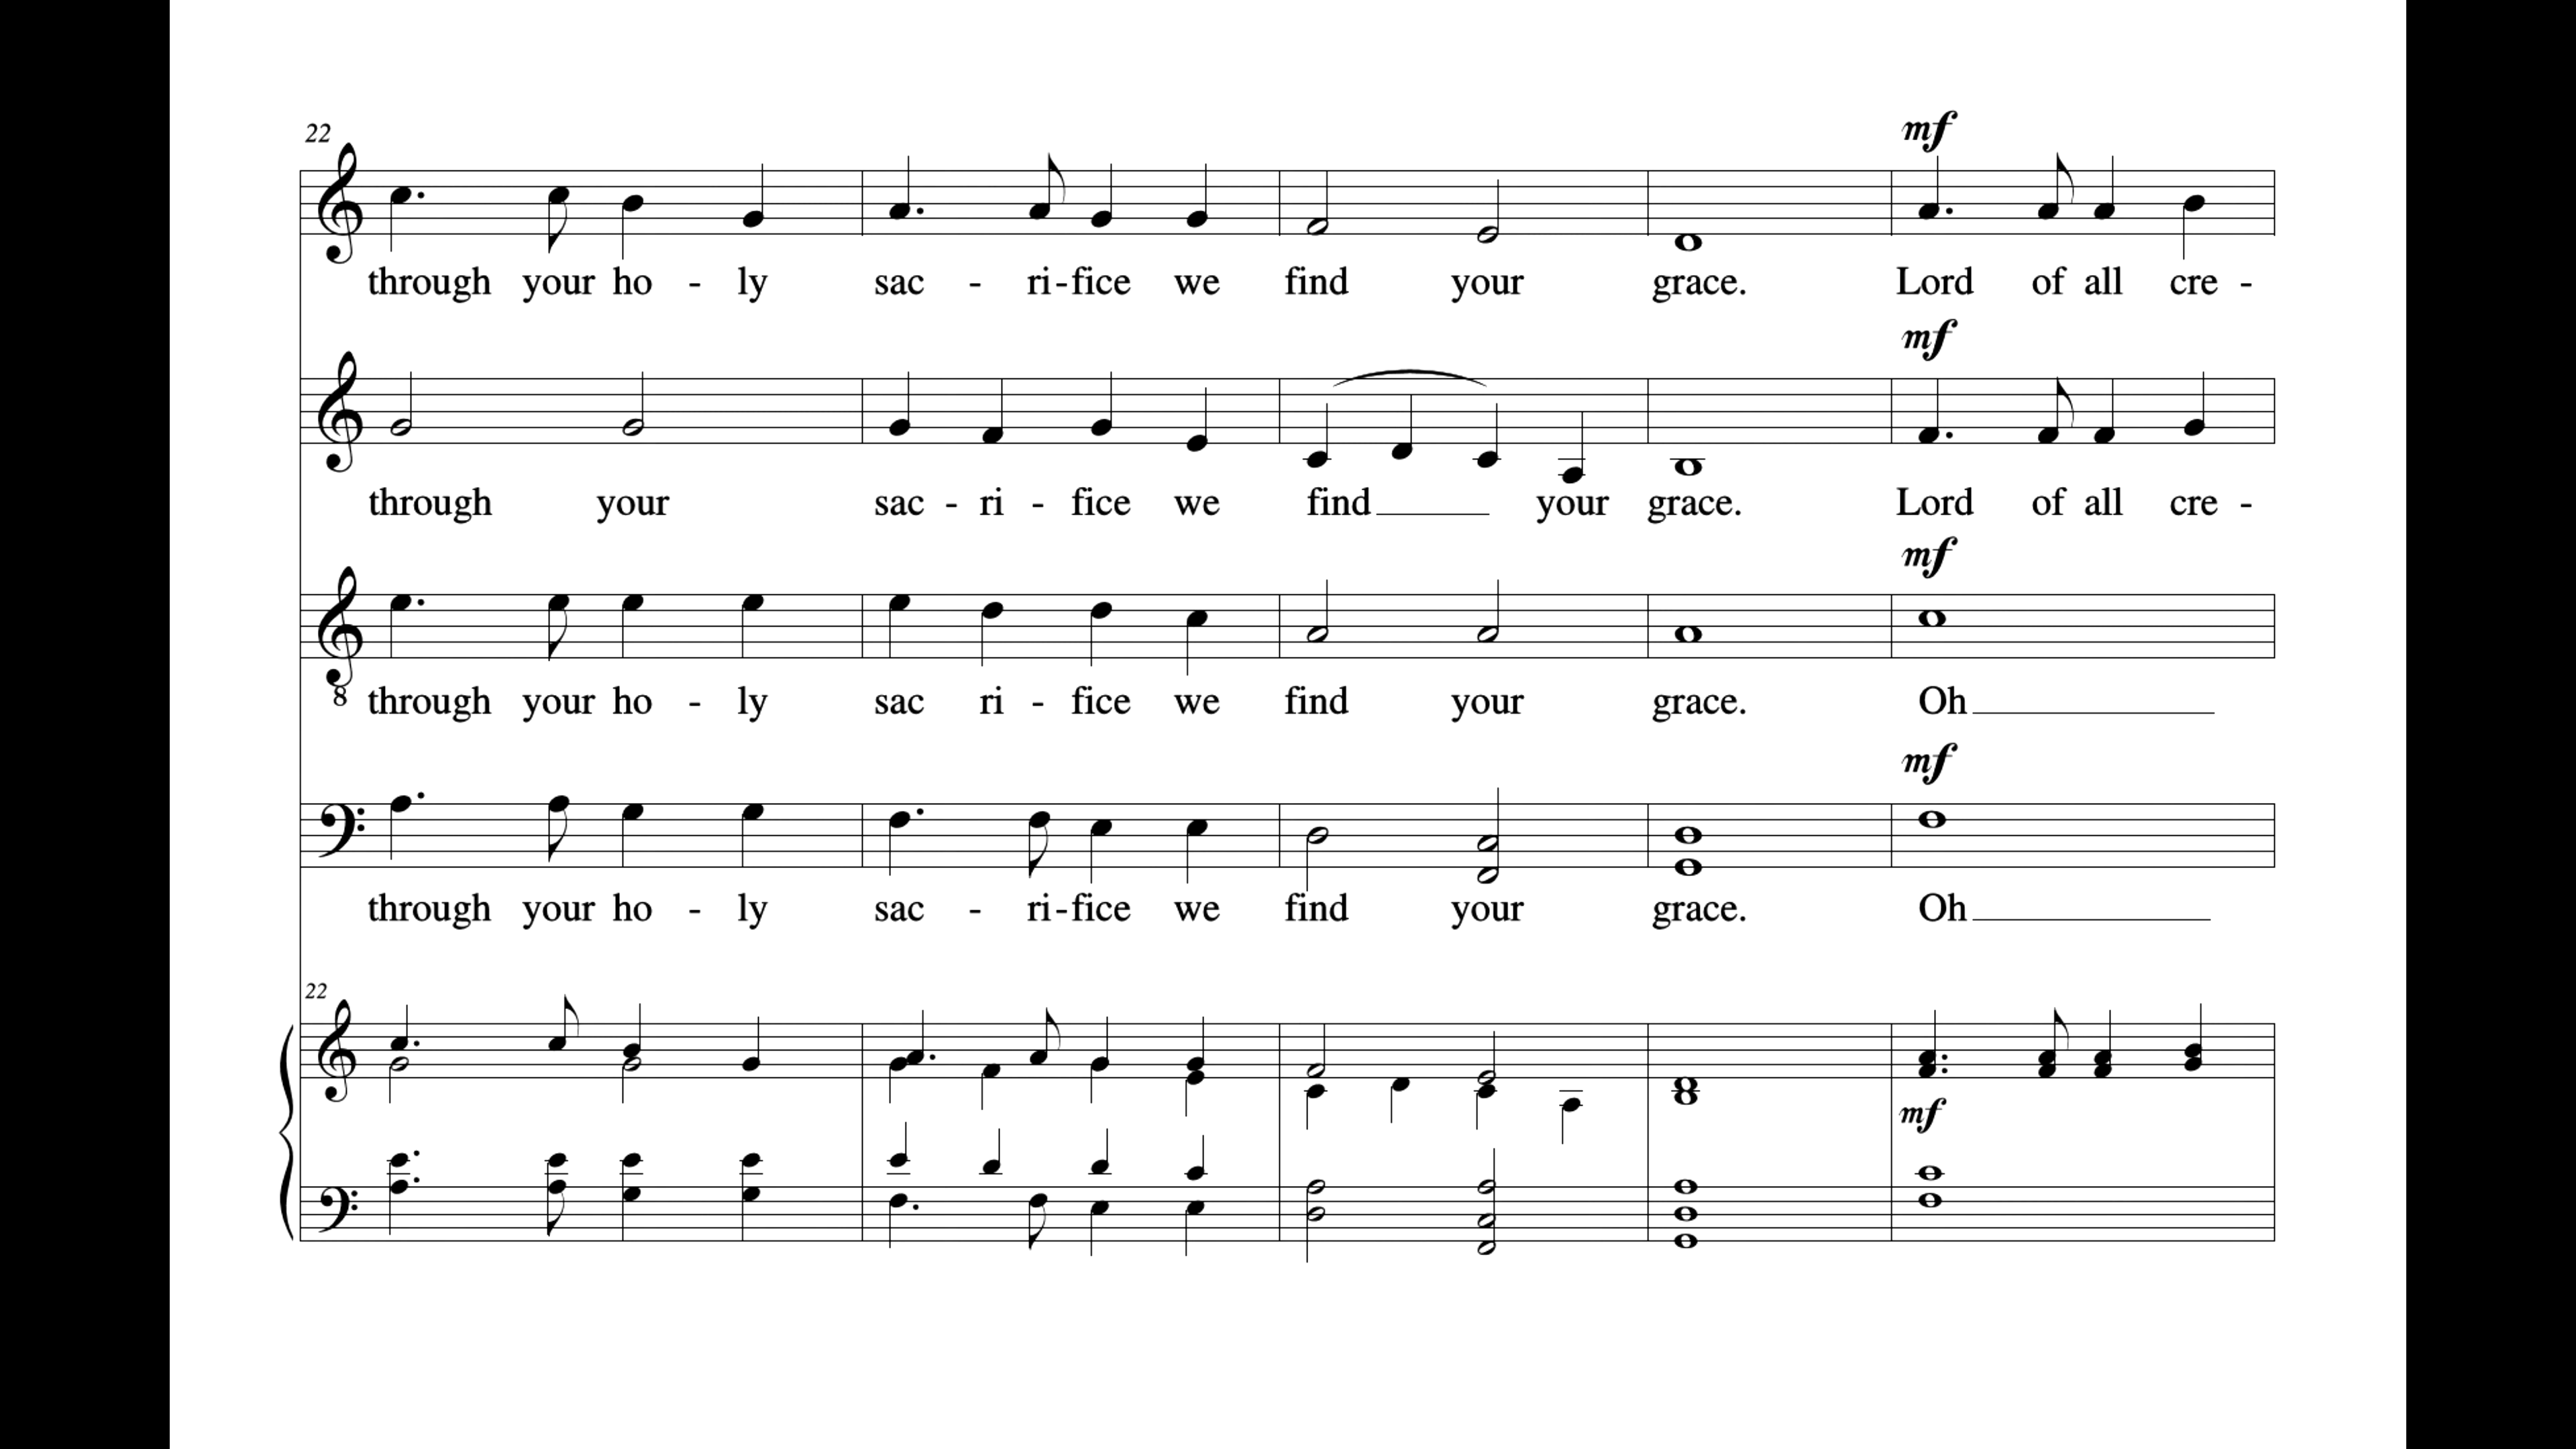 22
mf
through your ho - ly sac - ri - fice we find your grace. Lord of all cre -
mf
through your sac - ri - fice we find your grace. Lord of all cre -
mf
8 through your ho - ly sac ri - fice we find your grace. Oh
mf
through your ho - ly sac - ri - fice we find your grace. Oh
22
mf